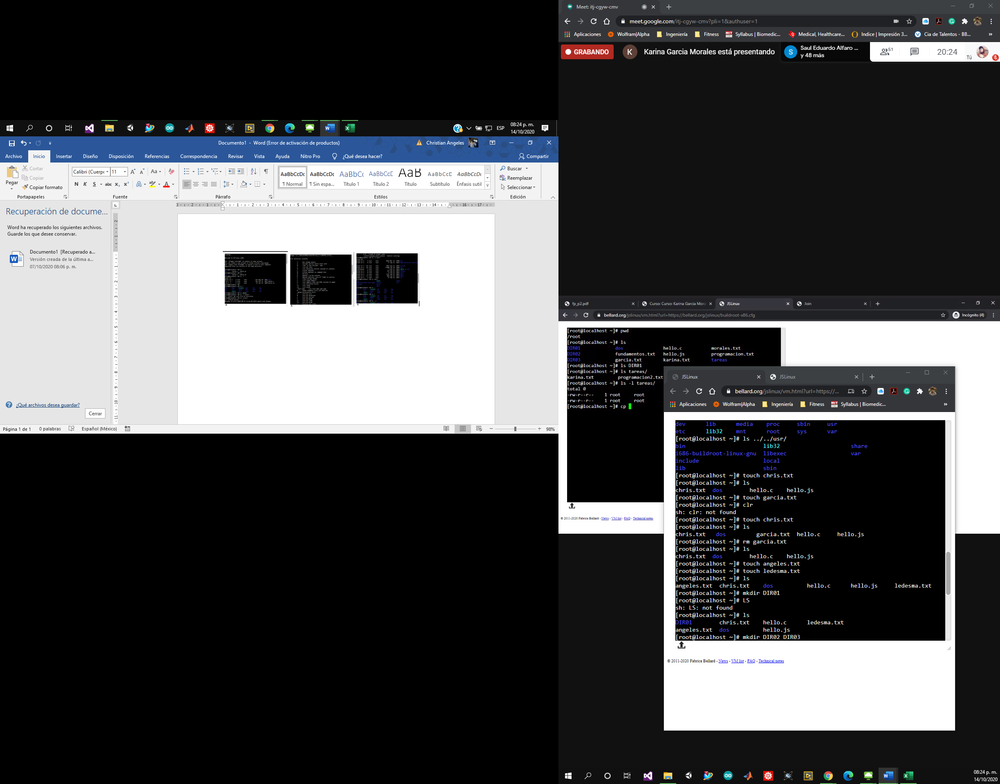 08:24 p. m.
ESP
14/10/2020
Documento1 - Word (Error de activación de productos)
Christian Angeles
Archivo Inicio Insertar Diseño Disposición Referencias Correspondencia Revisar Vista Ayuda Nitro Pro ¿Qué desea hacer? Compartir
Pegar
Cortar
Copiar
Copiar formato
Portapapeles
Calibri (Cuerpo 11
N K S abc x₂ x²
Fuente
Párrafo
AaBbCcDc AaBbCcDc AaBbC( AaBbCcE AaB AaBbCcD AaBbCcDc
¶ Normal ¶ Sin espa... Título 1 Título 2 Título Subtítulo Énfasis sutil
Estilos
Buscar
Reemplazar
Seleccionar
Edición
Recuperación de docume...
Word ha recuperado los siguientes archivos.
Guarde los que desee conservar.
Documento1 [Recuperado a...
Versión creada de la última a...
07/10/2020 08:06 p. m.
¿Qué archivos desea guardar?
Cerrar
Página 1 de 1 0 palabras Español (México) 98%
Meet: itj-cgyw-cmv
meet.google.com/itj-cgyw-cmv?pli=1&authuser=1
Aplicaciones Wolfram|Alpha Ingeniería Fitness Syllabus | Biomedic... Medical, Healthcare... Indice | Impresión 3... Cia de Talentos - BB... »
GRABANDO
K Karina Garcia Morales está presentando
S Saul Eduardo Alfaro ...
y 48 más
51
20:24
Tú
fp_p2.pdf Curso: Curso: Karina Garcia Mora JSLinux Join
bellard.org/jslinux/vm.html?url=https://bellard.org/jslinux/buildroot-x86.cfg
Incógnito (4)
[root@localhost ~]# pwd
/root
[root@localhost ~]# ls
DIR01 dos hello.c morales.txt
DIR02 fundamentos.txt hello.js programacion.txt
DIR03 garcia.txt karina.txt tareas
[root@localhost ~]# ls DIR01
[root@localhost ~]# ls tareas/
karina.txt programacion2.txt
[root@localhost ~]# ls -l tareas/
total 0
-rw-r--r-- 1 root root
-rw-r--r-- 1 root root
[root@localhost ~]# cp
© 2011-2020 Fabrice Bellard - News - VM list - FAQ - Technical notes
JSLinux JSLinux
bellard.org/jslinux/vm.html?url=https://...
Aplicaciones Wolfram|Alpha Ingeniería Fitness Syllabus | Biomedic... »
dev lib media proc sbin usr
etc lib32 mnt root sys var
[root@localhost ~]# ls ../../usr/
bin lib32 share
i686-buildroot-linux-gnu libexec var
include local
lib sbin
[root@localhost ~]# touch chris.txt
[root@localhost ~]# ls
chris.txt dos hello.c hello.js
[root@localhost ~]# touch garcia.txt
[root@localhost ~]# clr
sh: clr: not found
[root@localhost ~]# touch chris.txt
[root@localhost ~]# ls
chris.txt dos garcia.txt hello.c hello.js
[root@localhost ~]# rm garcia.txt
[root@localhost ~]# ls
chris.txt dos hello.c hello.js
[root@localhost ~]# touch angeles.txt
[root@localhost ~]# touch ledesma.txt
[root@localhost ~]# ls
angeles.txt chris.txt dos hello.c hello.js ledesma.txt
[root@localhost ~]# mkdir DIR01
[root@localhost ~]# LS
sh: LS: not found
[root@localhost ~]# ls
DIR01 chris.txt hello.c ledesma.txt
angeles.txt dos hello.js
[root@localhost ~]# mkdir DIR02 DIR03
© 2011-2020 Fabrice Bellard - News - VM list - FAQ - Technical notes
08:24 p. m.
14/10/2020